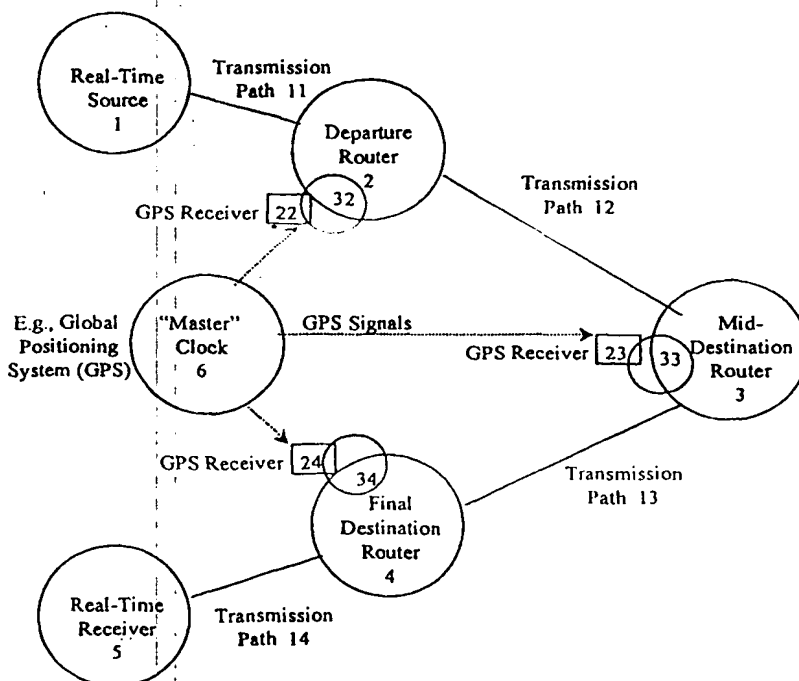 Real-Time
Source
1
Transmission
Path 11
Departure
Router
2
32
GPS Receiver
22
Transmission
Path 12
E.g., Global
Positioning
System (GPS)
"Master"
Clock
6
GPS Signals
GPS Receiver
23
33
Mid-
Destination
Router
3
GPS Receiver
24
34
Final
Destination
Router
4
Transmission
Path 13
Real-Time
Receiver
5
Transmission
Path 14